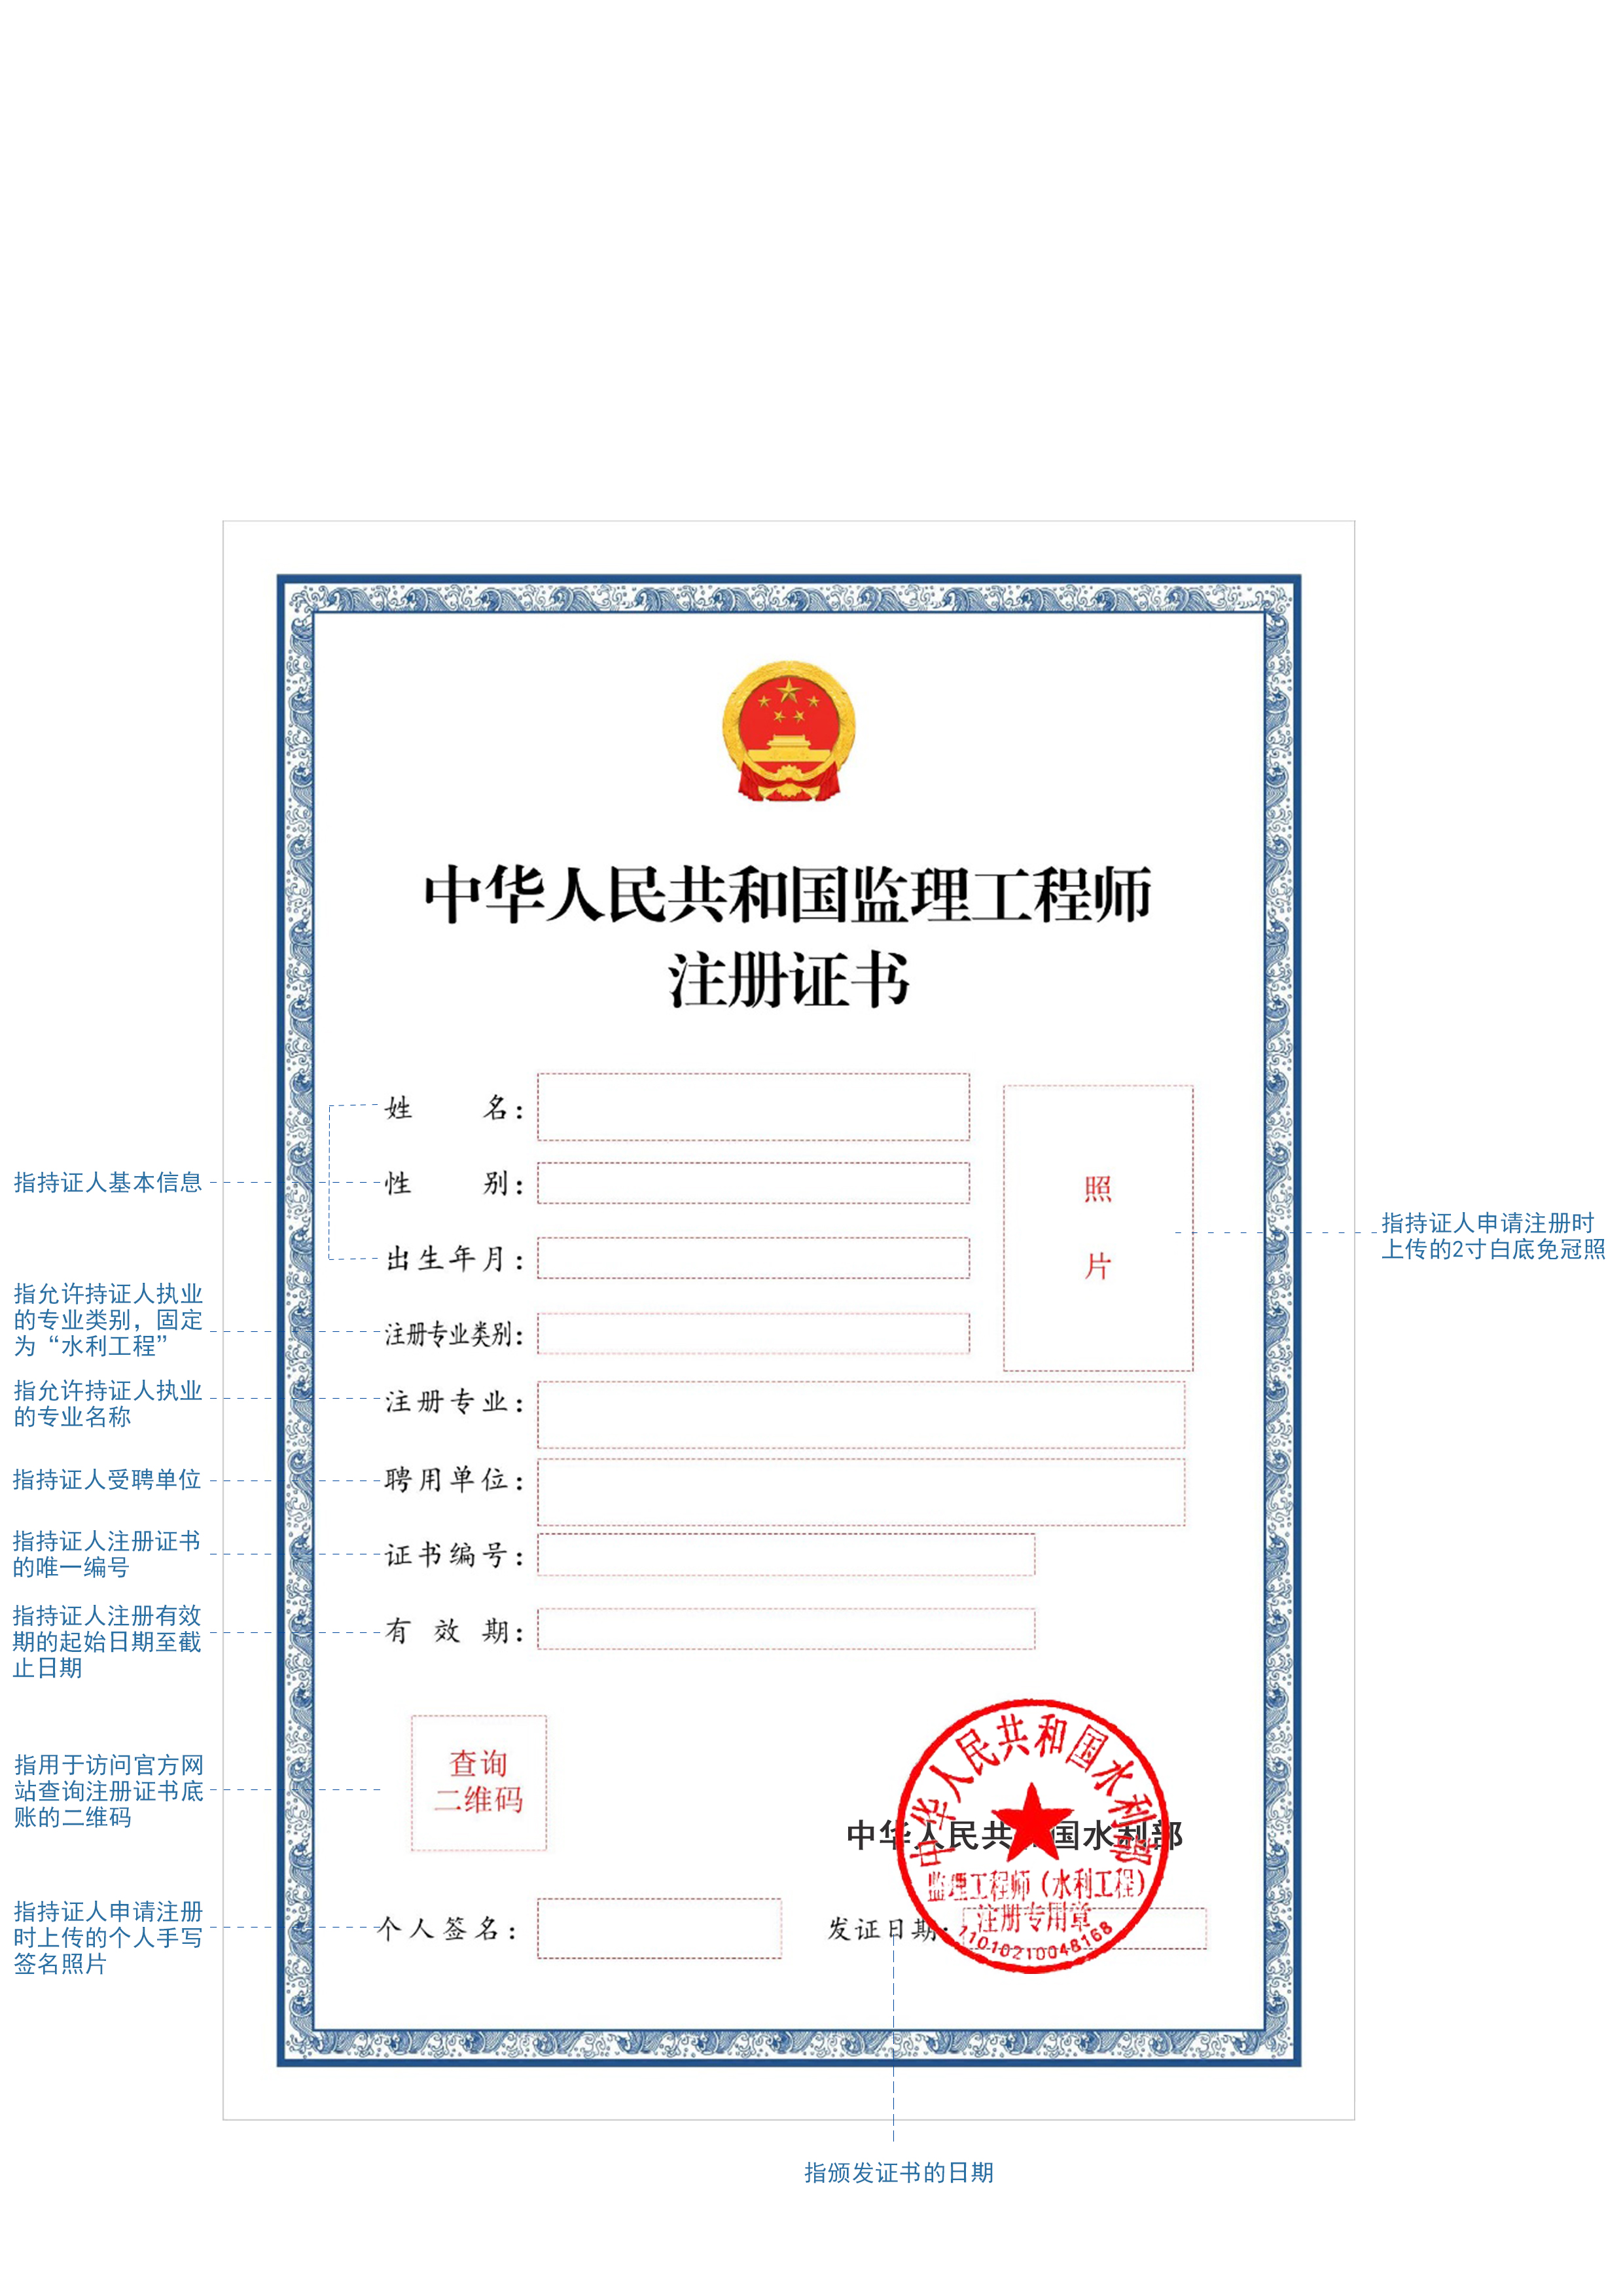 中华人民共和国监理工程师
注册证书
姓 名：
性 别：
出生年月：
注册专业类别：
注册专业：
聘用单位：
证书编号：
有 效 期：
照
片
查询
二维码
中华人民共和国水利部
个人签名：
发证日期：
中华人民共和国水利部
监理工程师（水利工程）
注册专用章
11010210048168
指持证人基本信息
指允许持证人执业
的专业类别，固定
为“水利工程”
指允许持证人执业
的专业名称
指持证人受聘单位
指持证人注册证书
的唯一编号
指持证人注册有效
期的起始日期至截
止日期
指用于访问官方网
站查询注册证书底
账的二维码
指持证人申请注册
时上传的个人手写
签名照片
指持证人申请注册时
上传的2寸白底免冠照
指颁发证书的日期